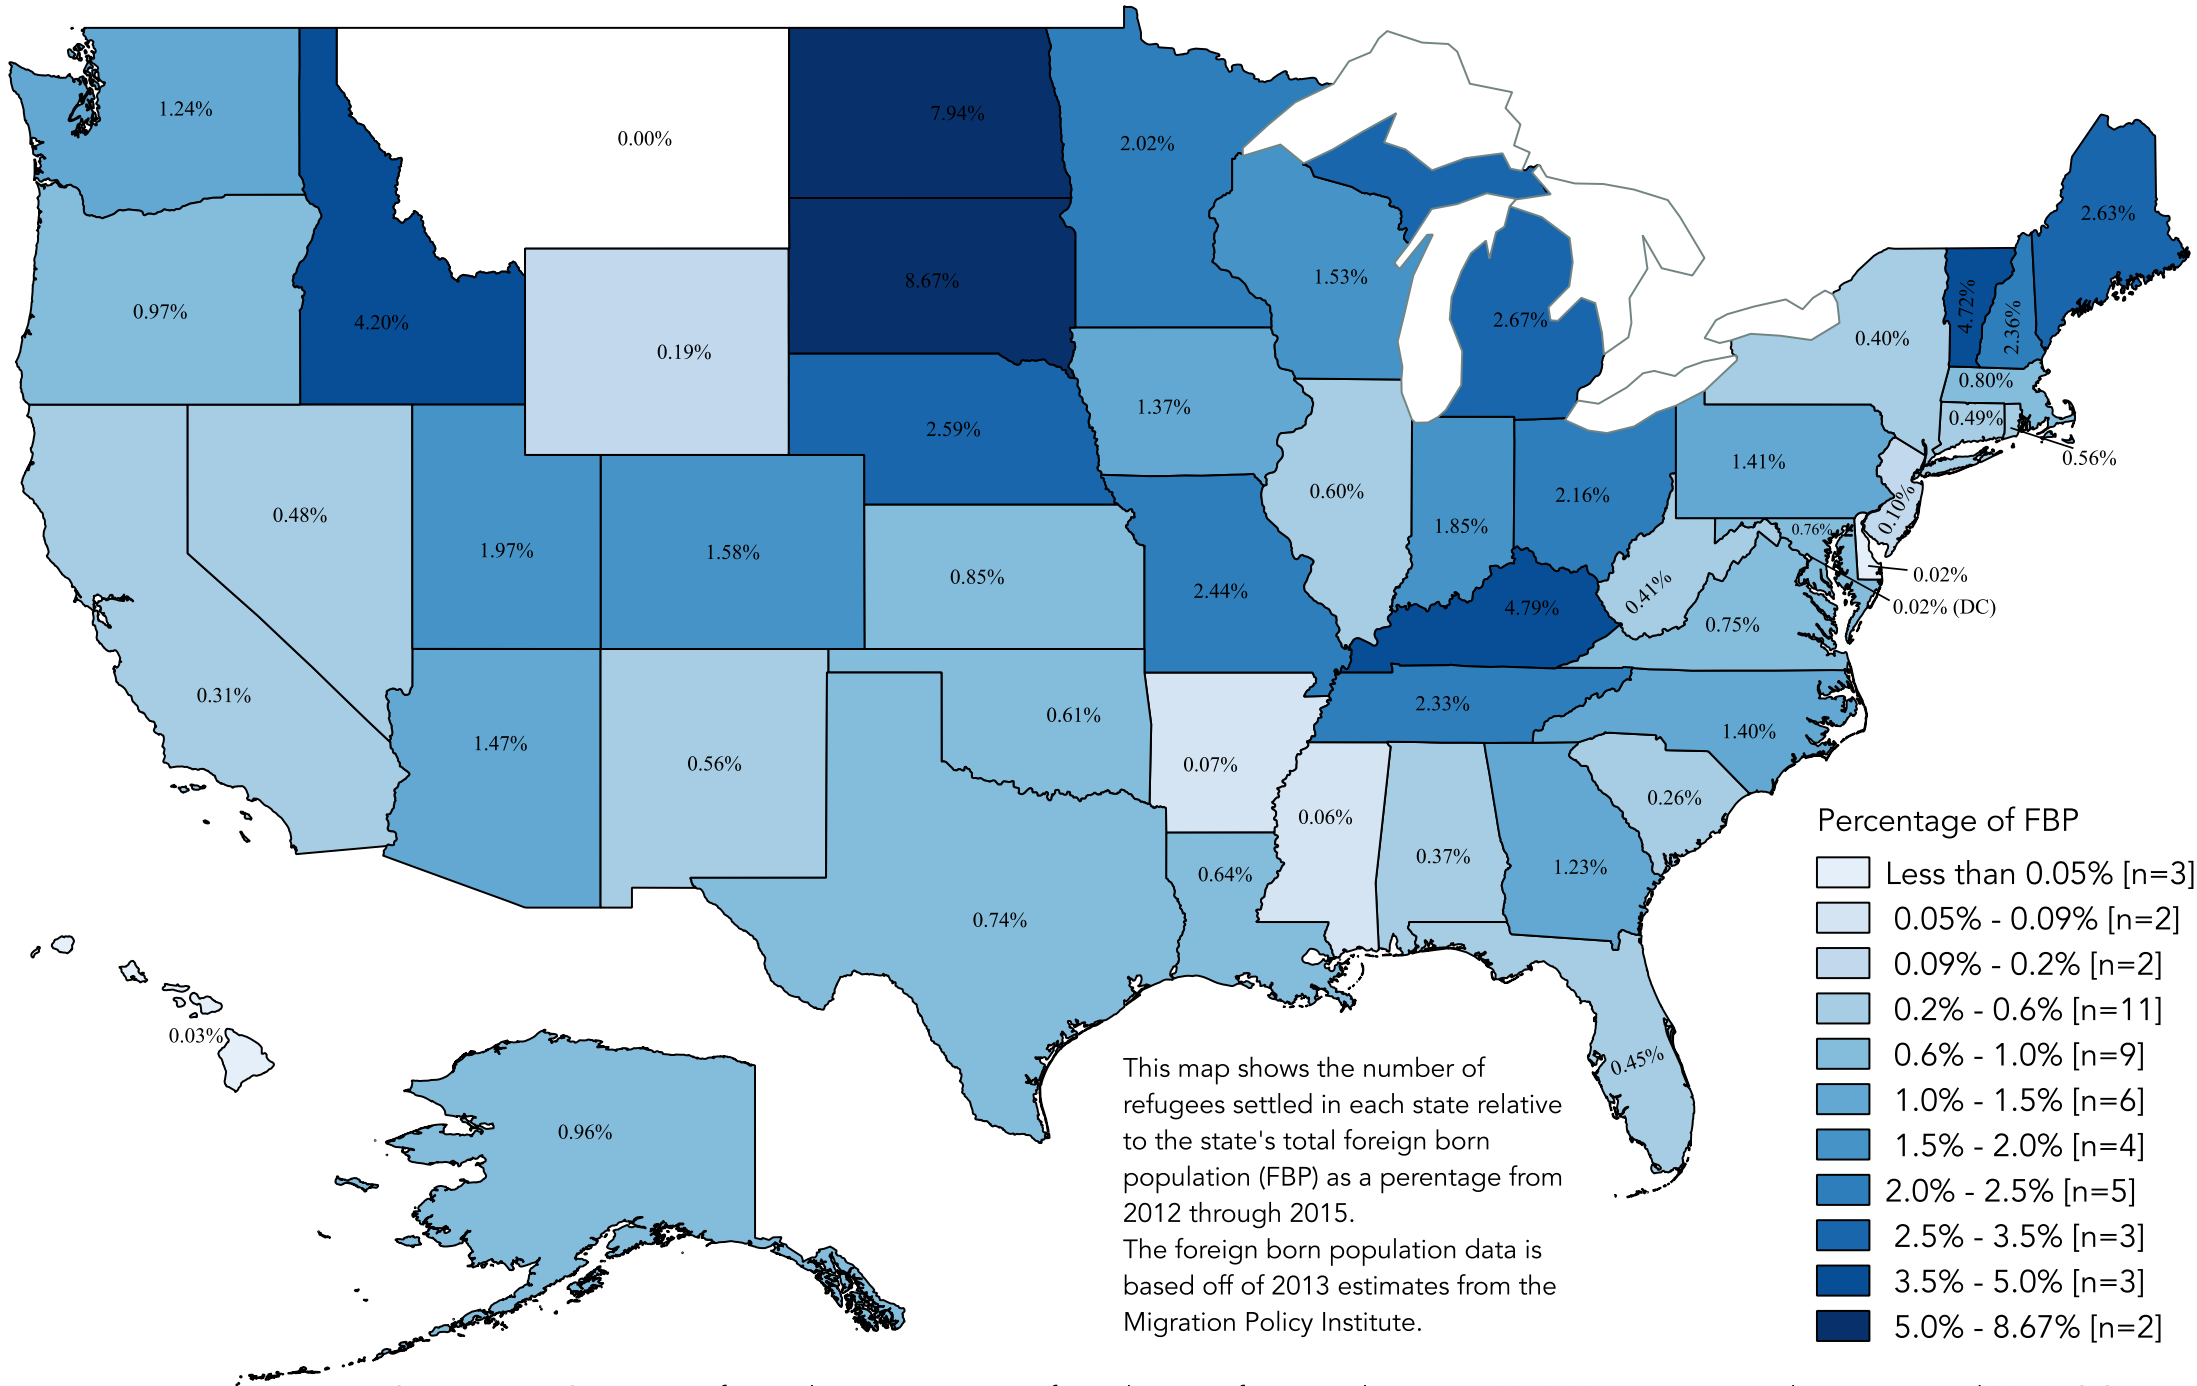 1.24%
0.00%
7.94%
2.02%
2.63%
0.97%
4.20%
0.19%
8.67%
1.53%
2.67%
0.40%
4.72%
2.36%
0.80%
0.49%
0.56%
0.48%
1.97%
1.58%
2.59%
1.37%
0.60%
1.85%
2.16%
1.41%
0.10%
0.76%
0.02%
0.02% (DC)
0.85%
2.44%
4.79%
0.41%
0.75%
0.31%
1.47%
0.56%
0.61%
0.07%
2.33%
1.40%
0.74%
0.64%
0.06%
0.37%
1.23%
0.26%
0.45%
0.03%
0.96%
This map shows the number of
refugees settled in each state relative
to the state's total foreign born
population (FBP) as a perentage from
2012 through 2015.
The foreign born population data is
based off of 2013 estimates from the
Migration Policy Institute.
Percentage of FBP
Less than 0.05% [n=3]
0.05% - 0.09% [n=2]
0.09% - 0.2% [n=2]
0.2% - 0.6% [n=11]
0.6% - 1.0% [n=9]
1.0% - 1.5% [n=6]
1.5% - 2.0% [n=4]
2.0% - 2.5% [n=5]
2.5% - 3.5% [n=3]
3.5% - 5.0% [n=3]
5.0% - 8.67% [n=2]